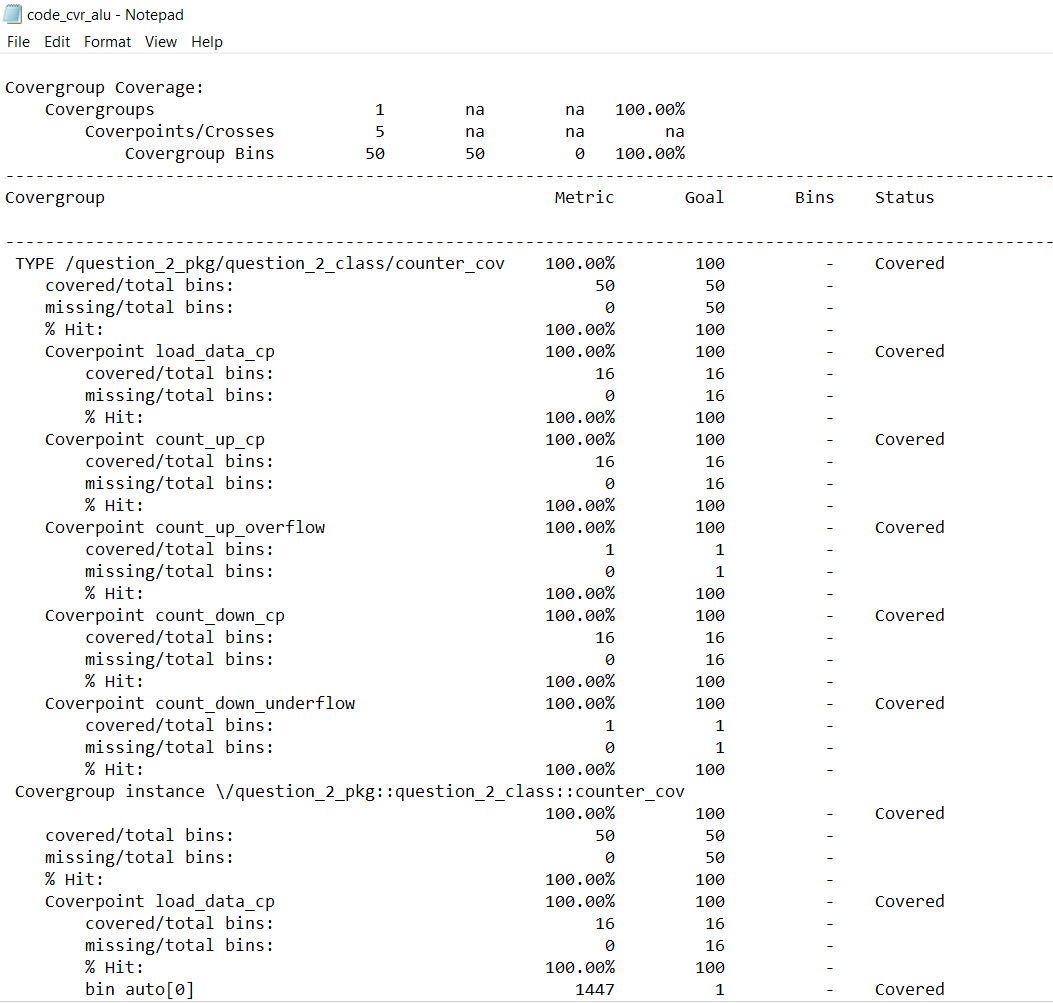 code_cvr_alu - Notepad
File Edit Format View Help
Covergroup Coverage:
Covergroups 1 na na 100.00%
Coverpoints/Crosses 5 na na na
Covergroup Bins 50 50 0 100.00%
----------------------------------------------------------------------------------------------------------
Covergroup Metric Goal Bins Status
----------------------------------------------------------------------------------------------------------
TYPE /question_2_pkg/question_2_class/counter_cov 100.00% 100 - Covered
covered/total bins: 50 50 -
missing/total bins: 0 50 -
% Hit: 100.00% 100 -
Coverpoint load_data_cp 100.00% 100 - Covered
covered/total bins: 16 16 -
missing/total bins: 0 16 -
% Hit: 100.00% 100 -
Coverpoint count_up_cp 100.00% 100 - Covered
covered/total bins: 16 16 -
missing/total bins: 0 16 -
% Hit: 100.00% 100 -
Coverpoint count_up_overflow 100.00% 100 - Covered
covered/total bins: 1 1 -
missing/total bins: 0 1 -
% Hit: 100.00% 100 -
Coverpoint count_down_cp 100.00% 100 - Covered
covered/total bins: 16 16 -
missing/total bins: 0 16 -
% Hit: 100.00% 100 -
Coverpoint count_down_underflow 100.00% 100 - Covered
covered/total bins: 1 1 -
missing/total bins: 0 1 -
% Hit: 100.00% 100 -
Covergroup instance \/question_2_pkg::question_2_class::counter_cov
100.00% 100 - Covered
covered/total bins: 50 50 -
missing/total bins: 0 50 -
% Hit: 100.00% 100 -
Coverpoint load_data_cp 100.00% 100 - Covered
covered/total bins: 16 16 -
missing/total bins: 0 16 -
% Hit: 100.00% 100 -
bin auto[0] 1447 1 - Covered